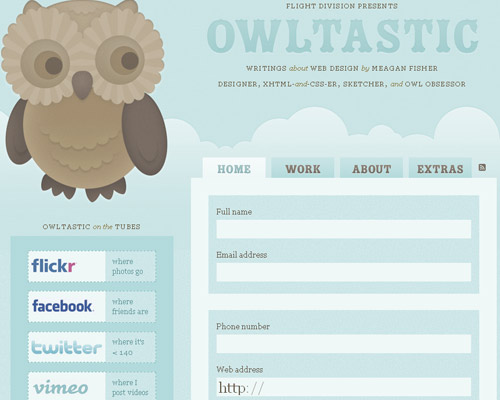 FLIGHT DIVISION PRESENTS
OWLTASTIC
WRITINGS about WEB DESIGN by MEAGAN FISHER
DESIGNER, XHTML-and-CSS-ER, SKETCHER, and OWL OBSESSOR
HOME WORK ABOUT EXTRAS
Full name
Email address
Phone number
Web address
http://
OWLTASTIC on the TUBES
flickr where
photos go
facebook. where
friends are
twitter where it's
< 140
vimeo where I
post videos